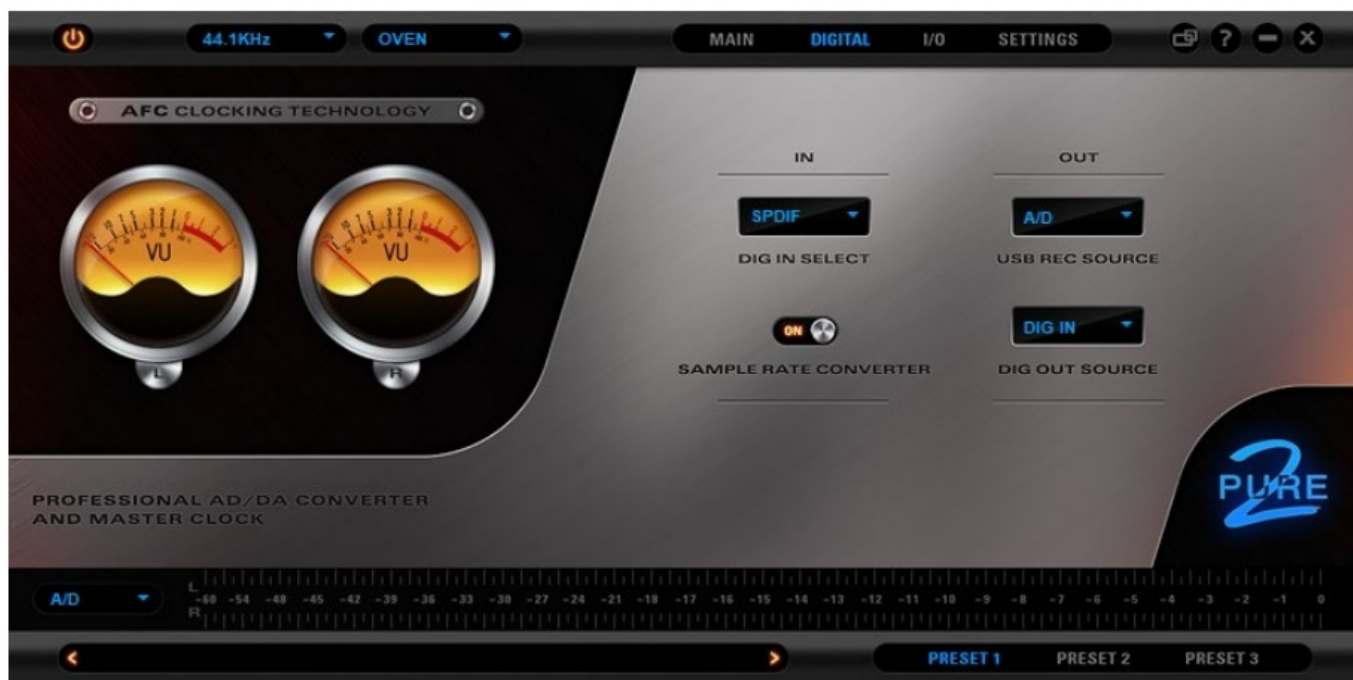 44.1KHz
OVEN
MAIN DIGITAL I/O SETTINGS
?
AFC CLOCKING TECHNOLOGY
VU
VU
L
R
IN
SPDIF
DIG IN SELECT
ON
SAMPLE RATE CONVERTER
OUT
A/D
USB REC SOURCE
DIG IN
DIG OUT SOURCE
PROFESSIONAL AD/DA CONVERTER
AND MASTER CLOCK
PURE
2
A/D
L
-60 -54 -48 -45 -42 -39 -36 -33 -30 -27 -24 -21 -18 -17 -16 -15 -14 -13 -12 -11 -10 -9 -8 -7 -6 -5 -4 -3 -2 -1 0
R
PRESET 1 PRESET 2 PRESET 3